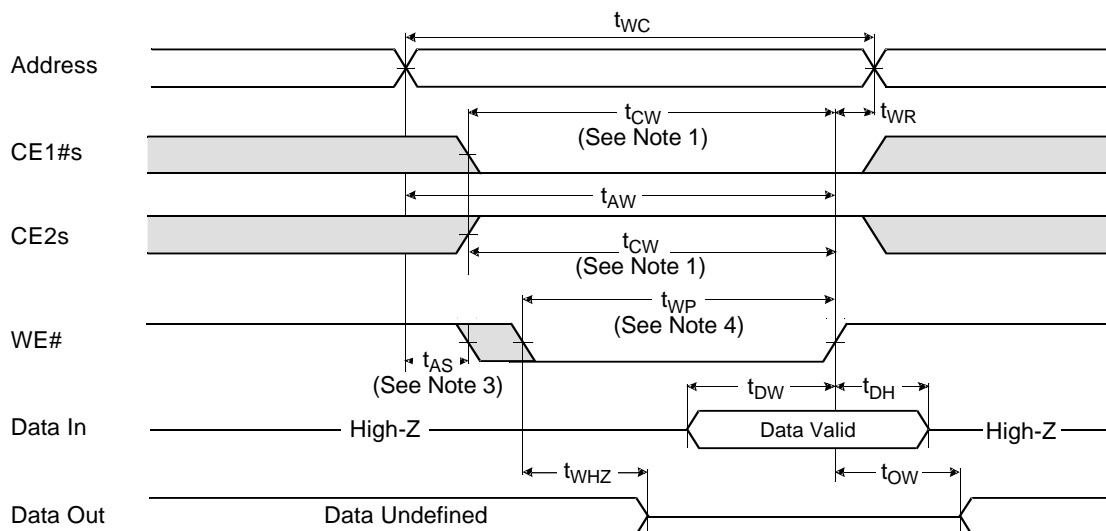 tWC
Address
tCW
(See Note 1)
tWR
CE1#s
tAW
CE2s
tCW
(See Note 1)
tWP
(See Note 4)
WE#
tAS
(See Note 3)
tDW
tDH
Data In
High-Z
Data Valid
High-Z
tWHZ
tOW
Data Out
Data Undefined